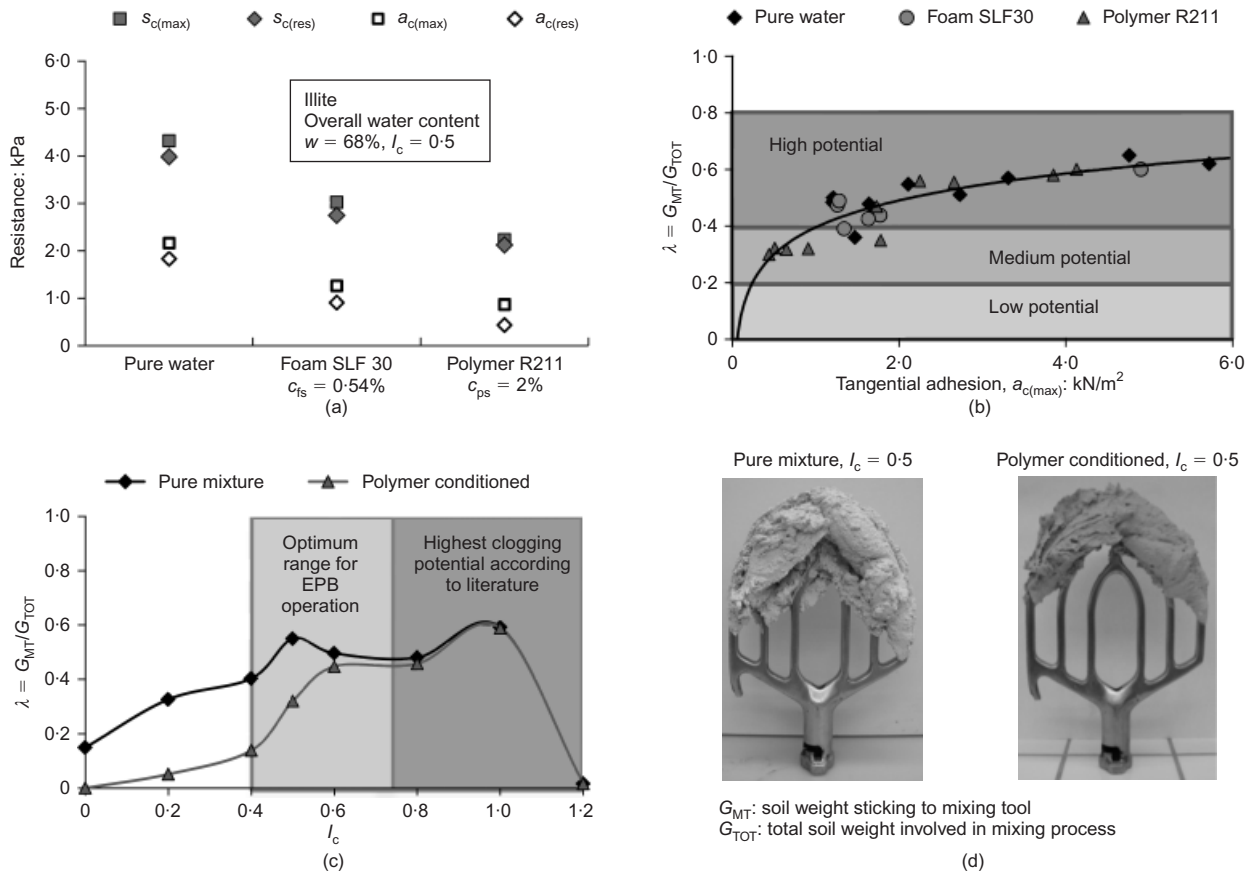 s_c(max) s_c(res) a_c(max) a_c(res)
6·0
5·0
4·0
3·0
2·0
1·0
0
Resistance: kPa
Illite
Overall water content
w = 68%, I_c = 0·5
Pure water Foam SLF 30 Polymer R211
c_fs = 0·54% c_ps = 2%
(a)
Pure water Foam SLF30 Polymer R211
1·0
0·8
0·6
0·4
0·2
0
λ = G_MT/G_TOT
High potential
Medium potential
Low potential
0 2·0 4·0 6·0
Tangential adhesion, a_c(max): kN/m²
(b)
Pure mixture Polymer conditioned
1·0
0·8
0·6
0·4
0·2
0
λ = G_MT/G_TOT
Optimum
range for
EPB
operation
Highest clogging
potential according
to literature
0 0·2 0·4 0·6 0·8 1·0 1·2
I_c
(c)
Pure mixture, I_c = 0·5 Polymer conditioned, I_c = 0·5
G_MT: soil weight sticking to mixing tool
G_TOT: total soil weight involved in mixing process
(d)